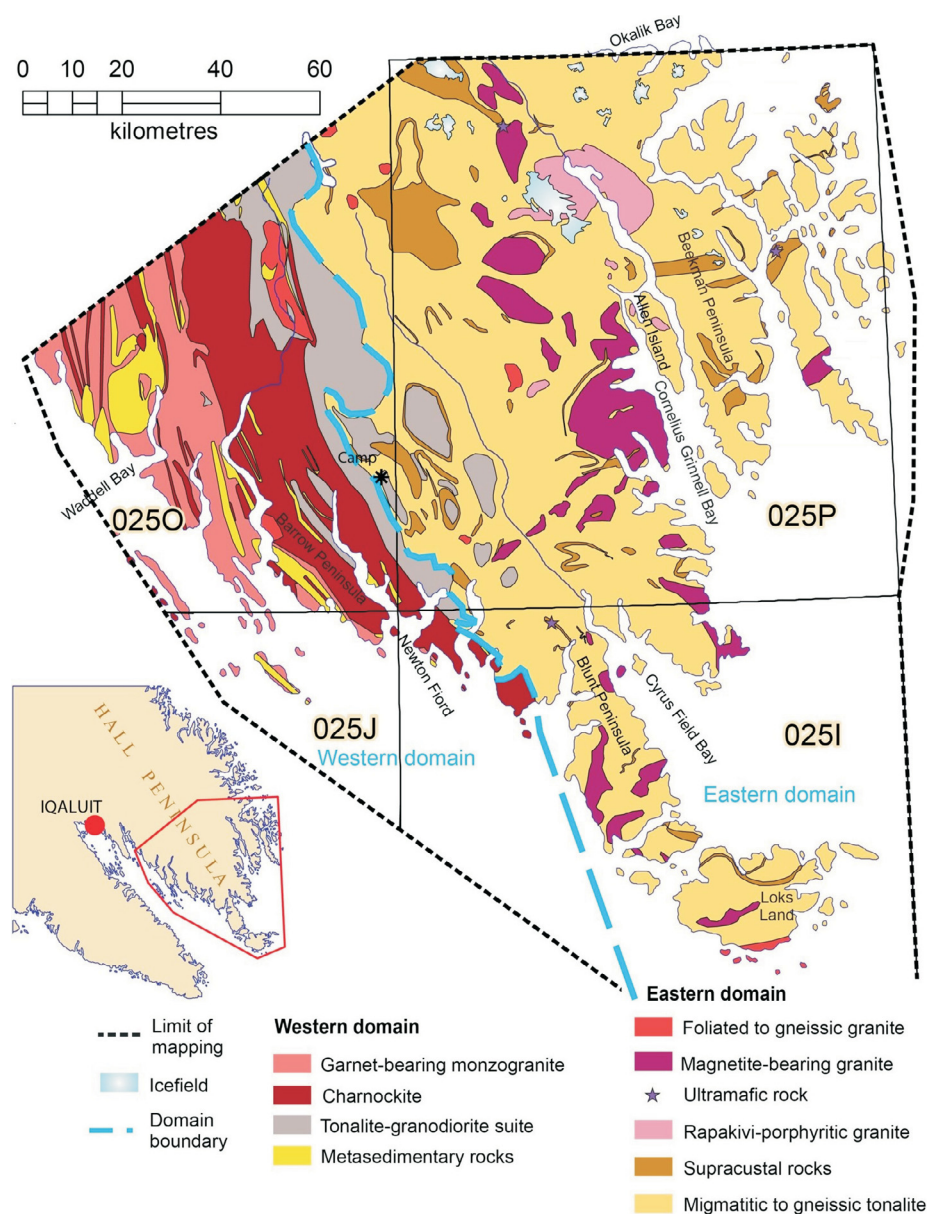 Okalik Bay
0 10 20 40 60
kilometres
Beekman Peninsula
Allen Island
Cornelius Grinnell Bay
Camp
Waddell Bay
025O
025P
Barrow Peninsula
Newton Fiord
Blunt Peninsula
Cyrus Field Bay
025J
025I
Western domain
Eastern domain
HALL PENINSULA
IQALUIT
Loks
Land
Limit of
mapping
Icefield
Domain
boundary
Western domain
Garnet-bearing monzogranite
Charnockite
Tonalite-granodiorite suite
Metasedimentary rocks
Eastern domain
Foliated to gneissic granite
Magnetite-bearing granite
Ultramafic rock
Rapakivi-porphyritic granite
Supracustal rocks
Migmatitic to gneissic tonalite